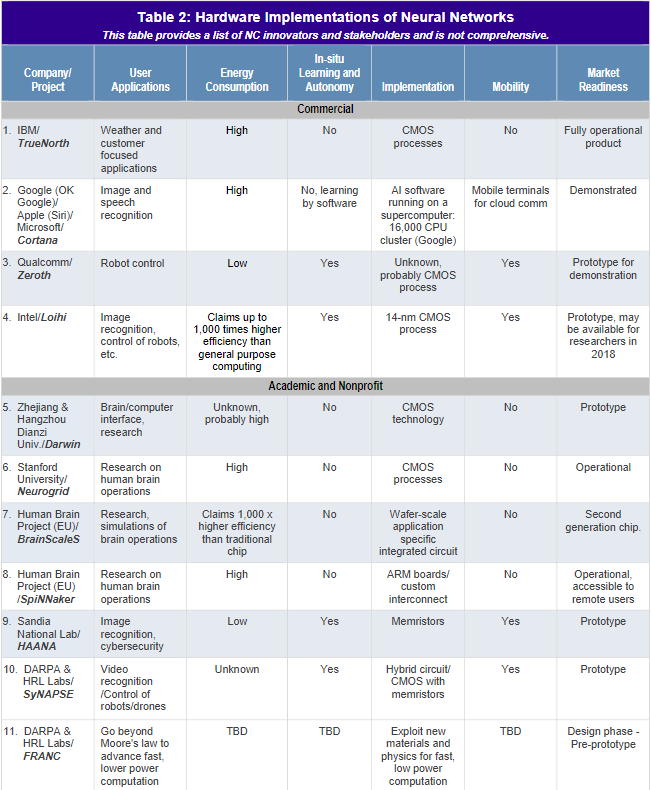 Table 2: Hardware Implementations of Neural Networks
This table provides a list of NC innovators and stakeholders and is not comprehensive.
Company/
Project
User
Applications
Energy
Consumption
In-situ
Learning and
Autonomy
Implementation
Mobility
Market
Readiness
Commercial
1. IBM/
TrueNorth
Weather and
customer
focused
applications
High
No
CMOS
processes
No
Fully operational
product
2. Google (OK
Google)/
Apple (Siri)/
Microsoft/
Cortana
Image and
speech
recognition
High
No, learning
by software
AI software
running on a
supercomputer:
16,000 CPU
cluster (Google)
Mobile terminals
for cloud comm
Demonstrated
3. Qualcomm/
Zeroth
Robot control
Low
Yes
Unknown,
probably CMOS
process
Yes
Prototype for
demonstration
4. Intel/Loihi
Image
recognition,
control of robots,
etc.
Claims up to
1,000 times higher
efficiency than
general purpose
computing
Yes
14-nm CMOS
process
Yes
Prototype, may
be available for
researchers in
2018
Academic and Nonprofit
5. Zhejiang &
Hangzhou
Dianzi
Univ./Darwin
Brain/computer
interface,
research
Unknown,
probably high
No
CMOS
technology
No
Prototype
6. Stanford
University/
Neurogrid
Research on
human brain
operations
High
No
CMOS
processes
No
Operational
7. Human Brain
Project (EU)/
BrainScaleS
Research,
simulations of
brain operations
Claims 1,000 x
higher efficiency
than traditional
chip
No
Wafer-scale
application
specific
integrated circuit
No
Second
generation chip.
8. Human Brain
Project (EU)
/SpiNNaker
Research on
human brain
operations
High
No
ARM boards/
custom
interconnect
No
Operational,
accessible to
remote users
9. Sandia
National Lab/
HAANA
Image
recognition,
cybersecurity
Low
Yes
Memristors
Yes
Prototype
10. DARPA &
HRL Labs/
SyNAPSE
Video
recognition
/Control of
robots/drones
Unknown
Yes
Hybrid circuit/
CMOS with
memristors
Yes
Prototype
11. DARPA &
HRL Labs/
FRANC
Go beyond
Moore's law to
advance fast,
lower power
computation
TBD
TBD
Exploit new
materials and
physics for fast,
low power
computation
TBD
Design phase -
Pre-prototype